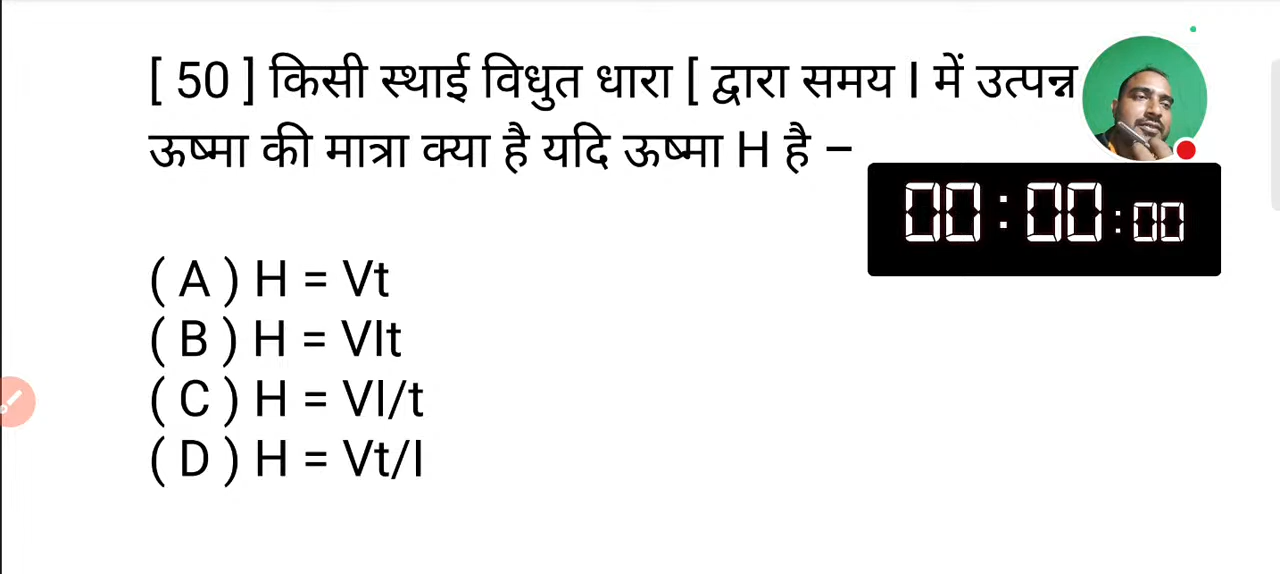 [ 50 ] किसी स्थाई विधुत धारा [ द्वारा समय I में उत्पन्न
ऊष्मा की मात्रा क्या है यदि ऊष्मा H है –
00:00:00
( A ) H = Vt
( B ) H = VIt
( C ) H = VI/t
( D ) H = Vt/I